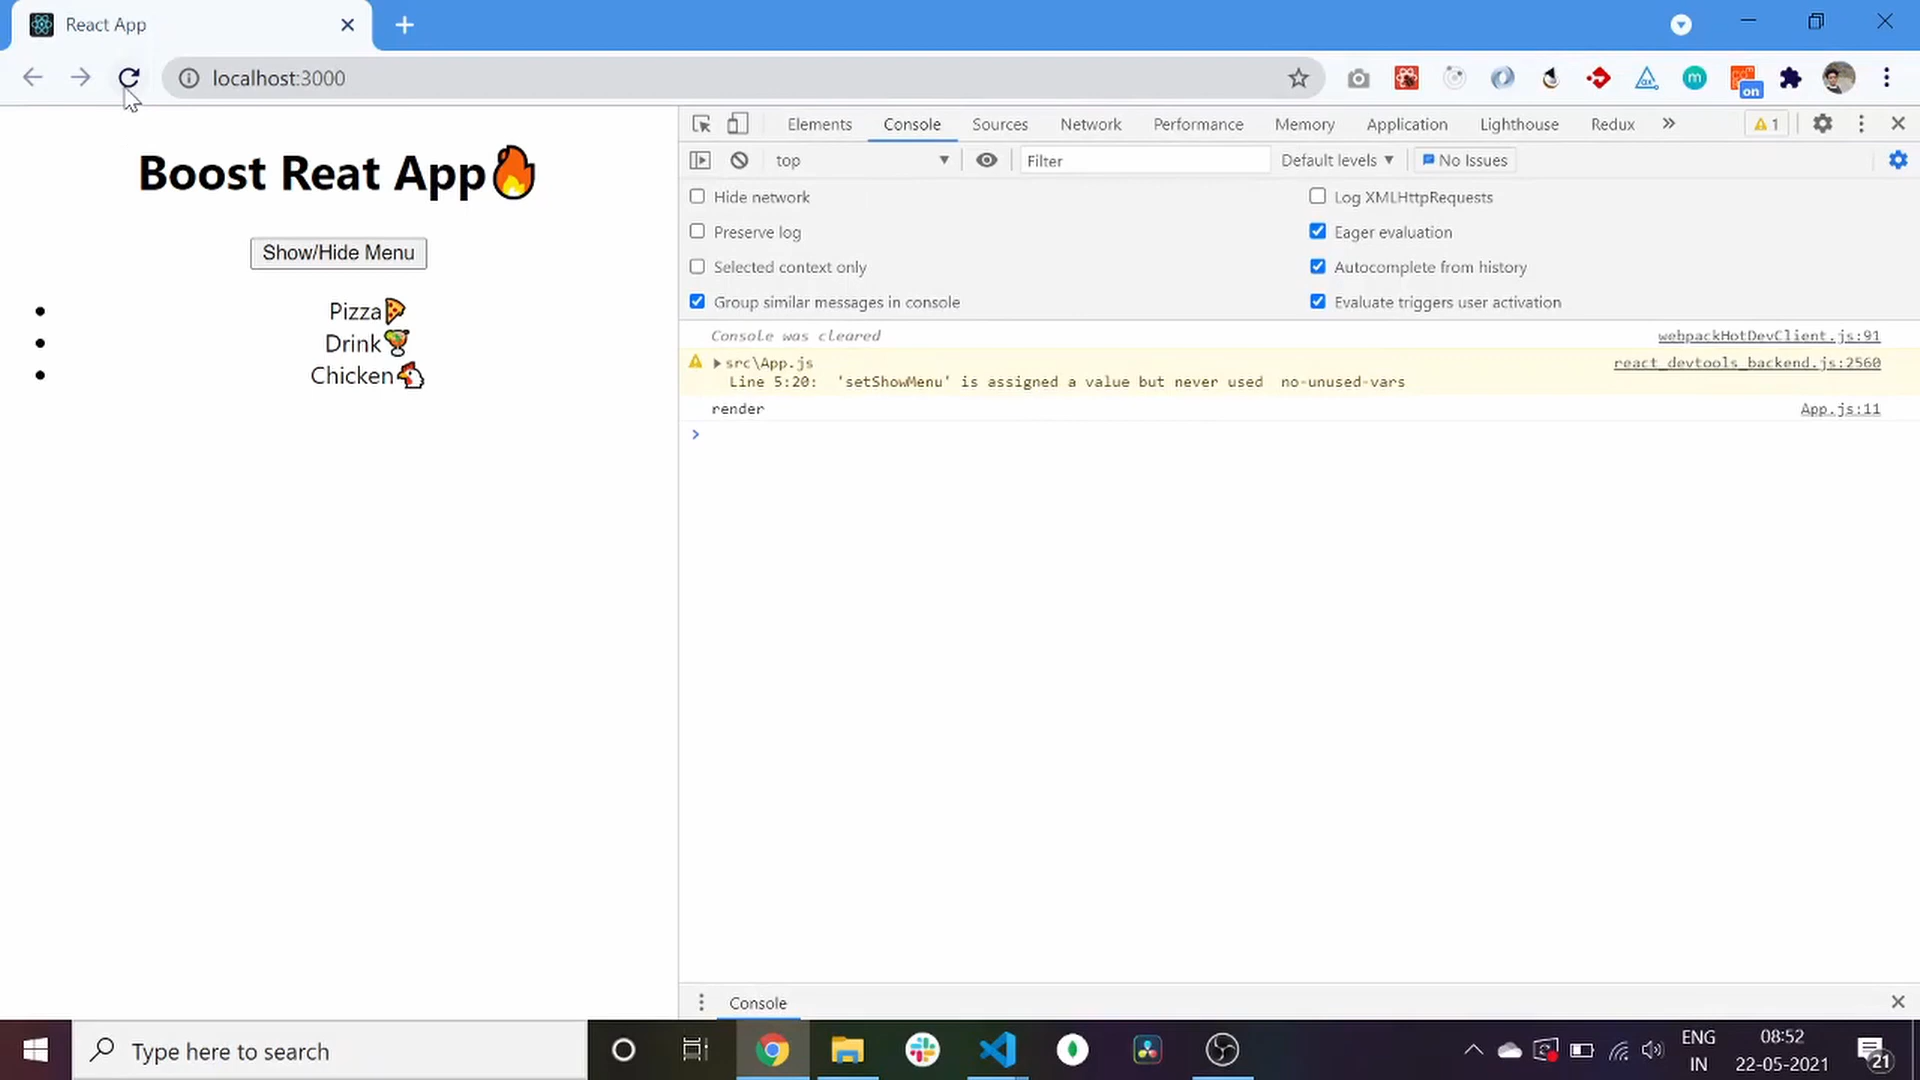 React App
localhost:3000
on
Boost Reat App🔥
Show/Hide Menu
Pizza🍕
Drink🍹
Chicken🐔
Elements Console Sources Network Performance Memory Application Lighthouse Redux » 1
top Filter Default levels No Issues
Hide network Log XMLHttpRequests
Preserve log Eager evaluation
Selected context only Autocomplete from history
Group similar messages in console Evaluate triggers user activation
Console was cleared webpackHotDevClient.js:91
src\App.js react_devtools_backend.js:2560
Line 5:20: 'setShowMenu' is assigned a value but never used no-unused-vars
render App.js:11
Console
Type here to search
ENG 08:52
IN 22-05-2021 21